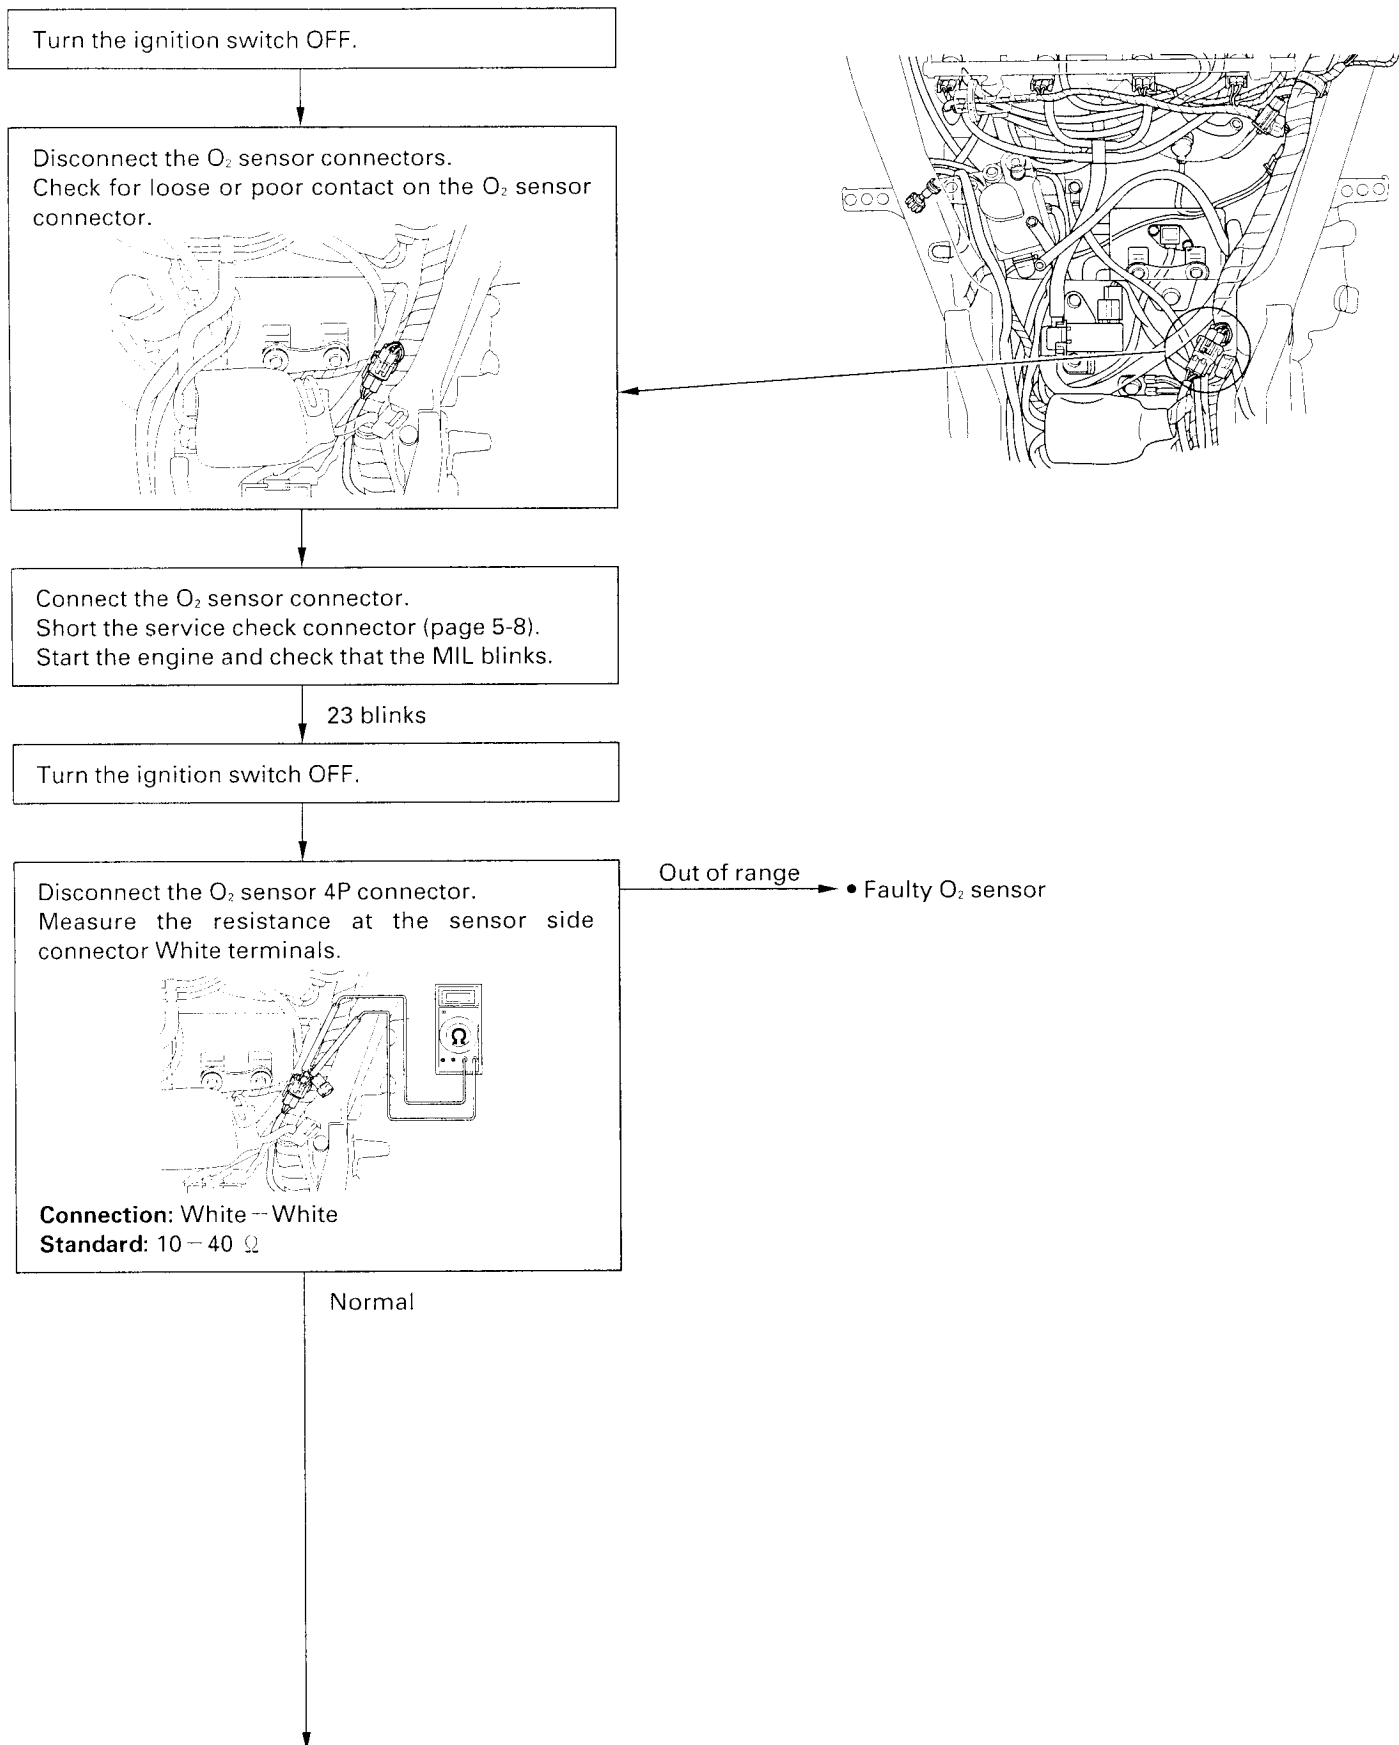 Turn the ignition switch OFF.
Disconnect the O₂ sensor connectors.
Check for loose or poor contact on the O₂ sensor
connector.
Connect the O₂ sensor connector.
Short the service check connector (page 5-8).
Start the engine and check that the MIL blinks.
23 blinks
Turn the ignition switch OFF.
Disconnect the O₂ sensor 4P connector.
Measure the resistance at the sensor side
connector White terminals.
Ω
Connection: White – White
Standard: 10 – 40 Ω
Out of range
• Faulty O₂ sensor
Normal